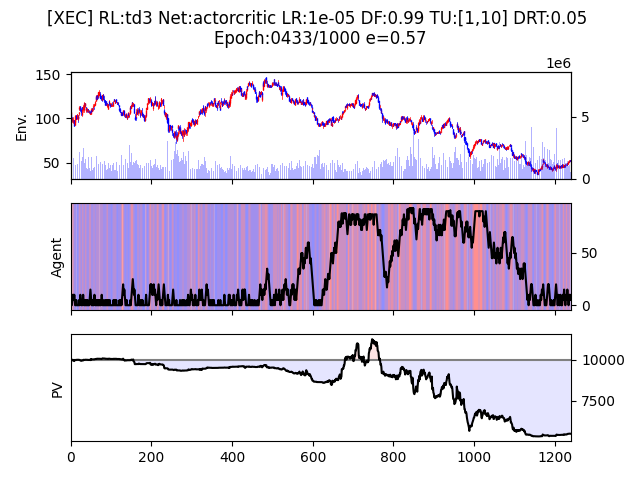 [XEC] RL:td3 Net:actorcritic LR:1e-05 DF:0.99 TU:[1,10] DRT:0.05
Epoch:0433/1000 e=0.57
1e6
150
100
50
Env.
5
0
Agent
50
0
PV
10000
7500
0 200 400 600 800 1000 1200